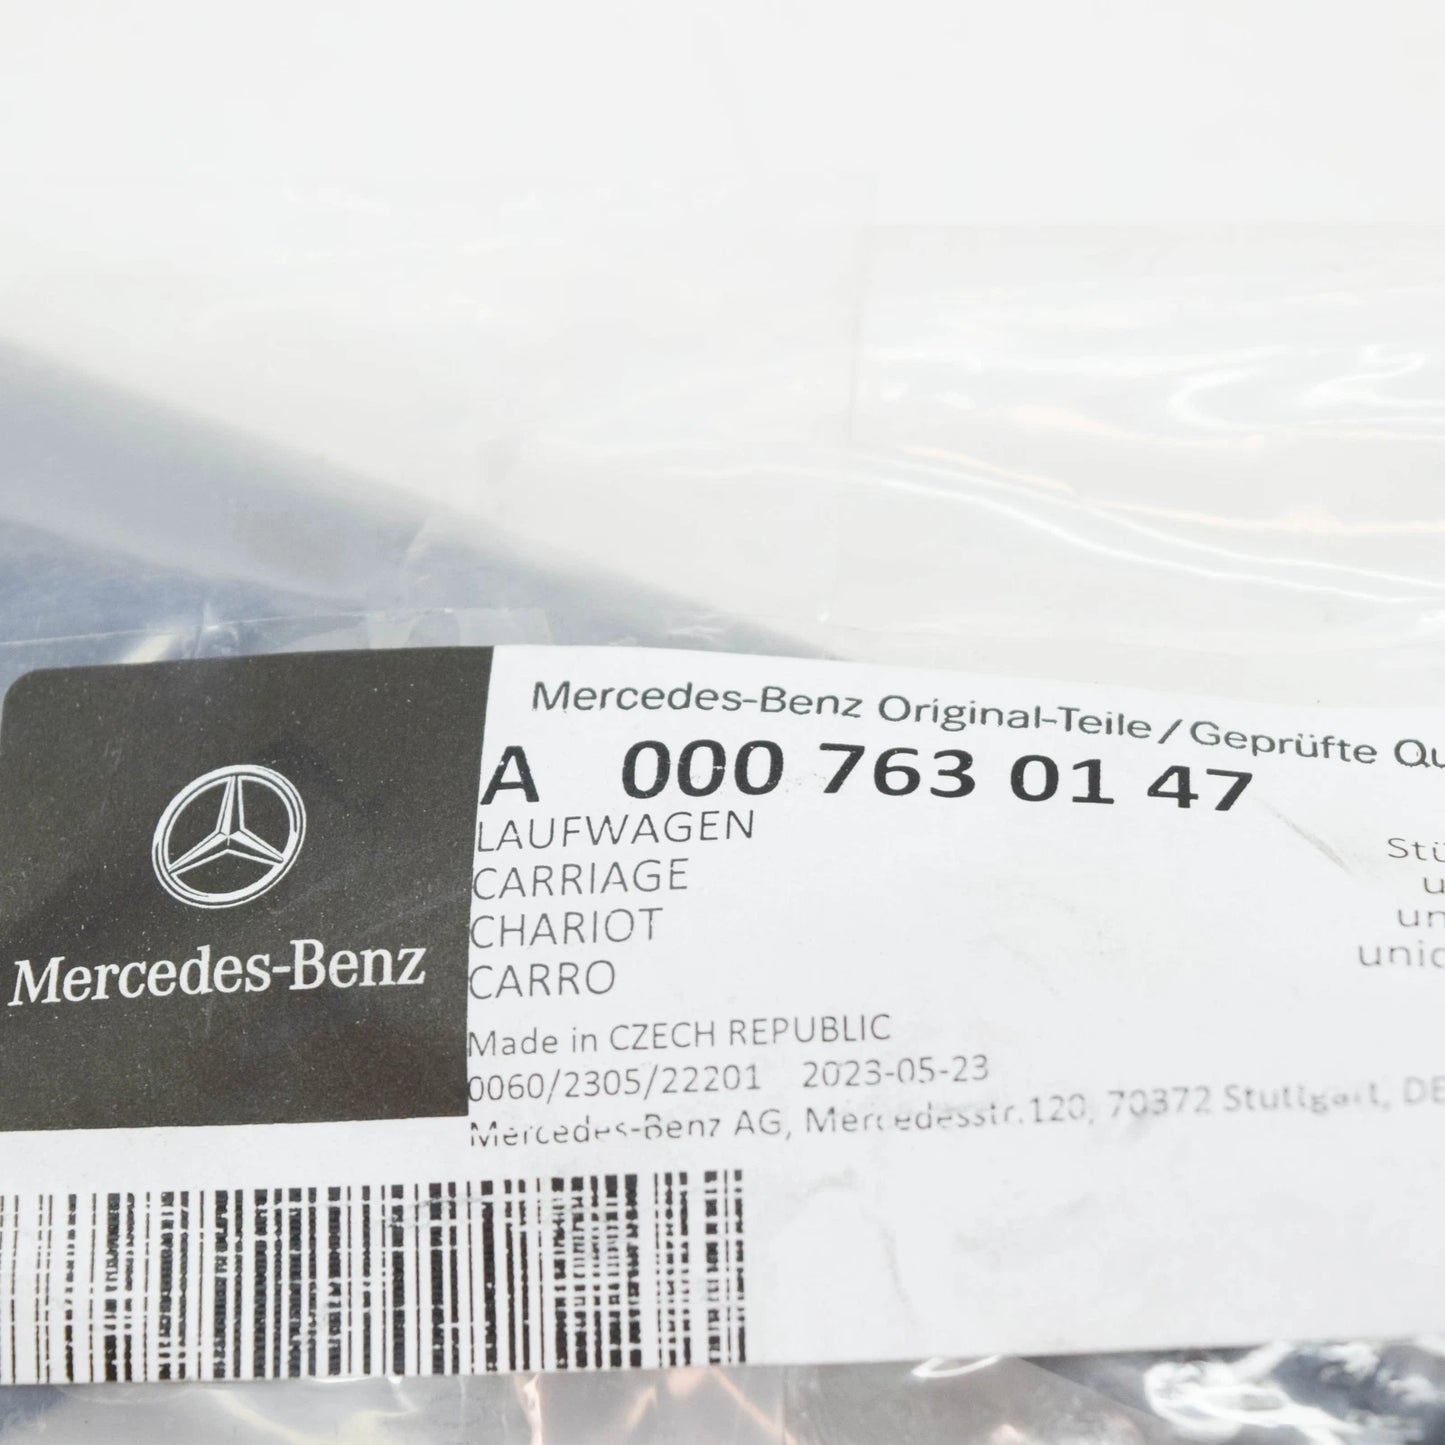 Mercedes-Benz
Mercedes-Benz Original-Teile / Geprüfte
A 000 763 01 47
LAUFWAGEN
CARRIAGE
CHARIOT
CARRO
Made in CZECH REPUBLIC
0060/2305/22201 2023-05-23
Mercedes-Benz AG, Mercedesstr.120, 70372 Stuttgart, DE